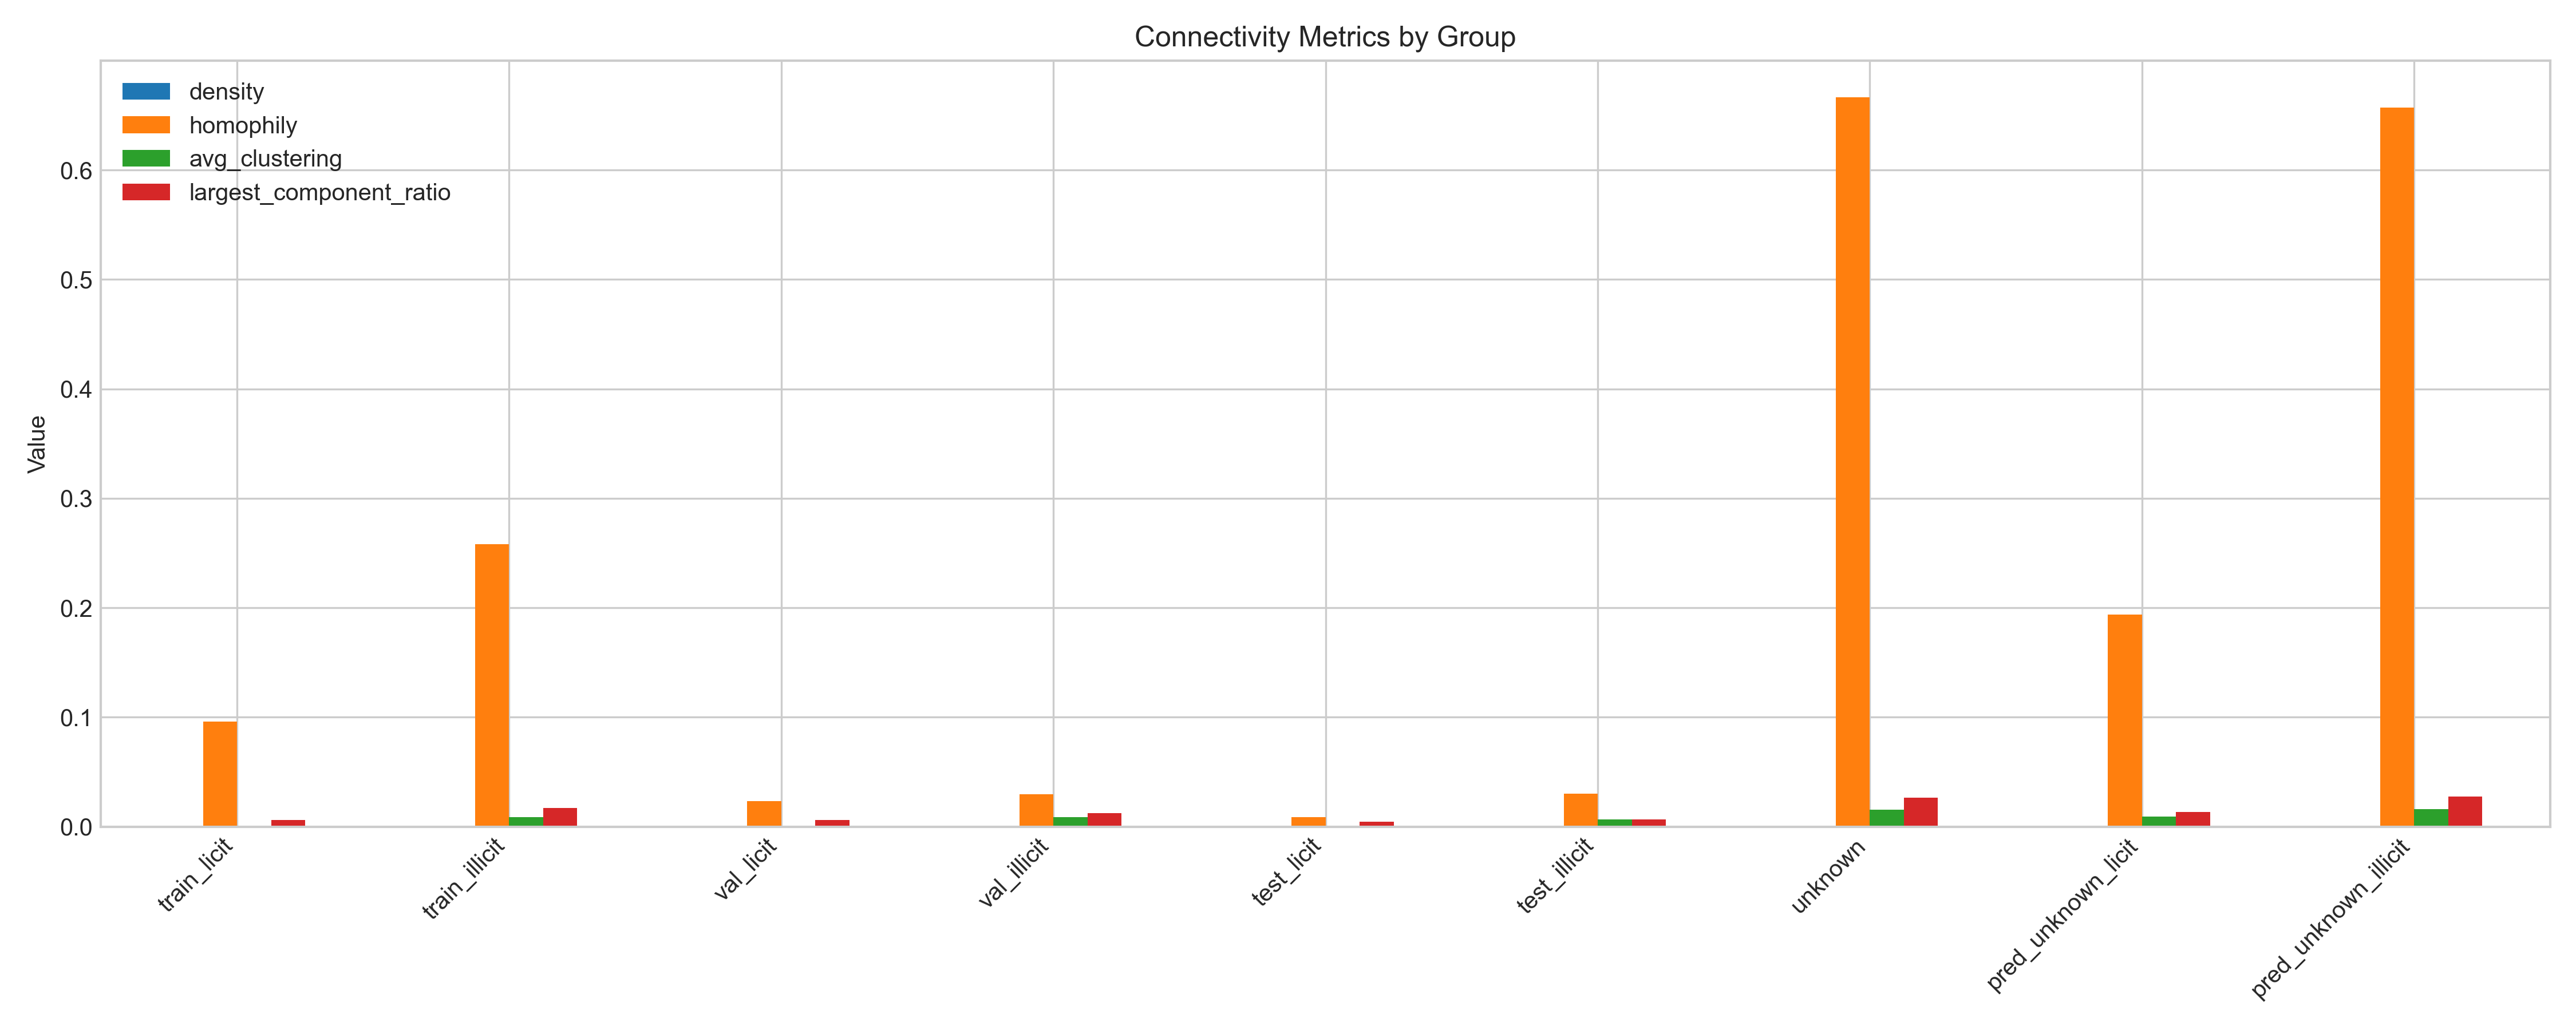 Connectivity Metrics by Group
density
homophily
avg_clustering
largest_component_ratio
Value
0.6
0.5
0.4
0.3
0.2
0.1
0.0
train_licit
train_illicit
val_licit
val_illicit
test_licit
test_illicit
unknown
pred_unknown_licit
pred_unknown_illicit